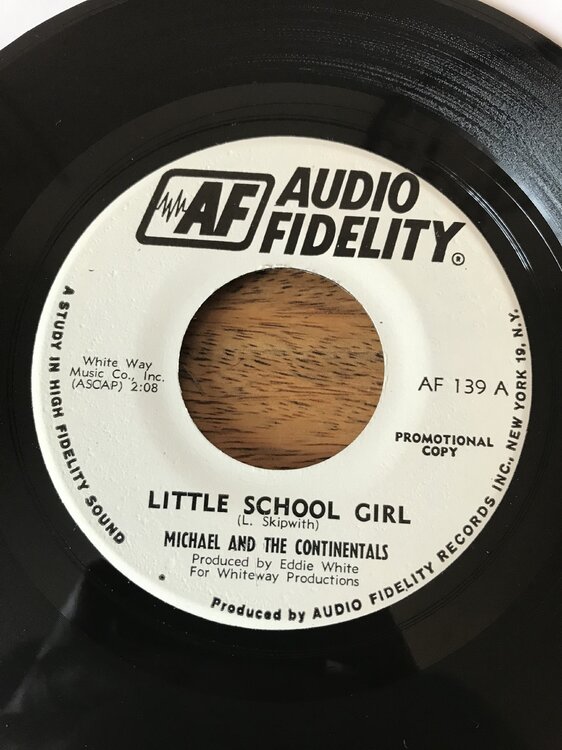 AF
AUDIO
FIDELITY®
White Way
Music Co., Inc.
(ASCAP) 2:08
AF 139 A
PROMOTIONAL
COPY
LITTLE SCHOOL GIRL
(L. Skipwith)
MICHAEL AND THE CONTINENTALS
Produced by Eddie White
For Whiteway Productions
A STUDY IN HIGH FIDELITY SOUND
Produced by AUDIO FIDELITY RECORDS INC., NEW YORK 19, N.Y.